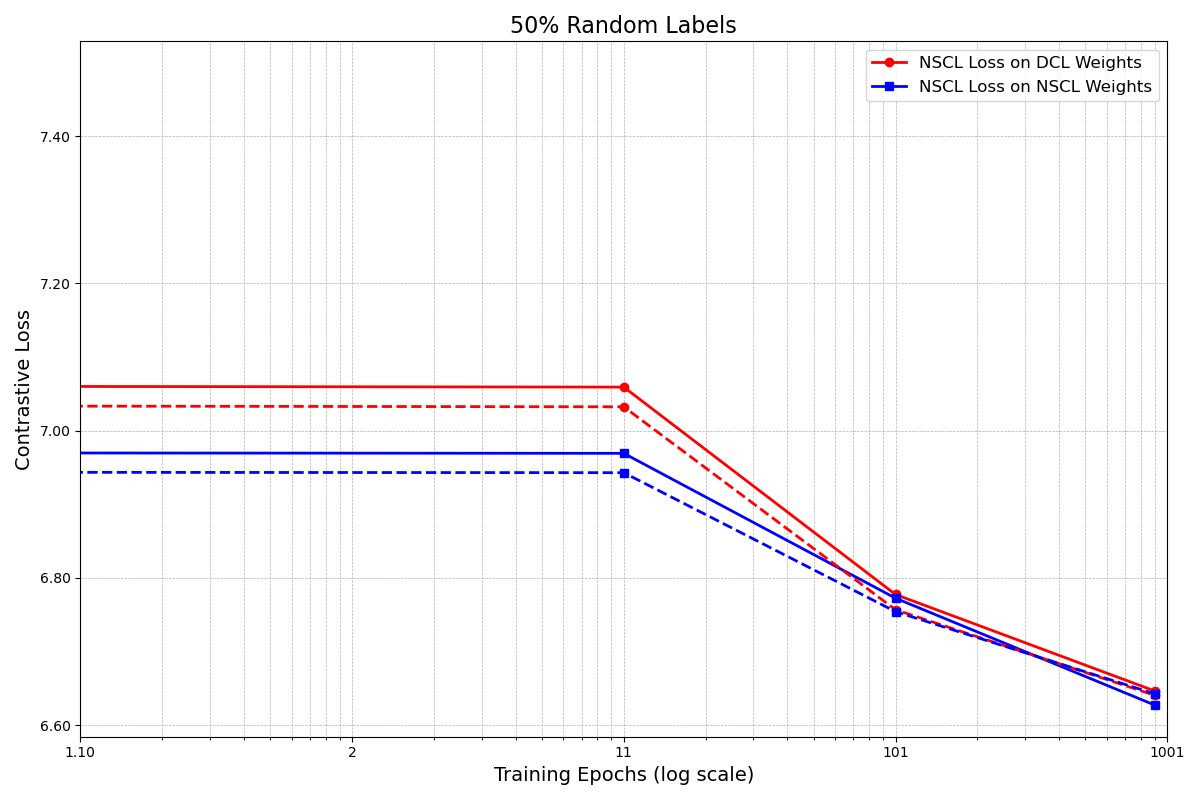 50% Random Labels
NSCL Loss on DCL Weights
NSCL Loss on NSCL Weights
Contrastive Loss
7.40
7.20
7.00
6.80
6.60
1.10 2 11 101 1001
Training Epochs (log scale)